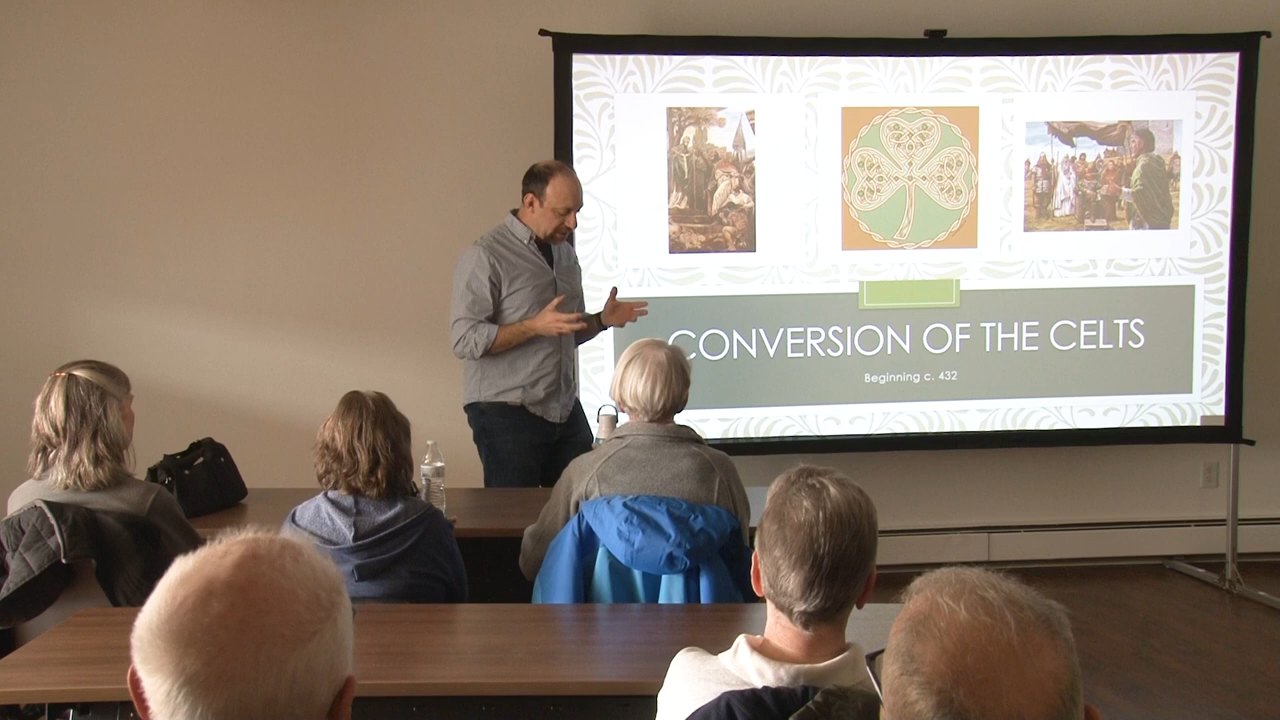 CONVERSION OF THE CELTS
Beginning c. 432